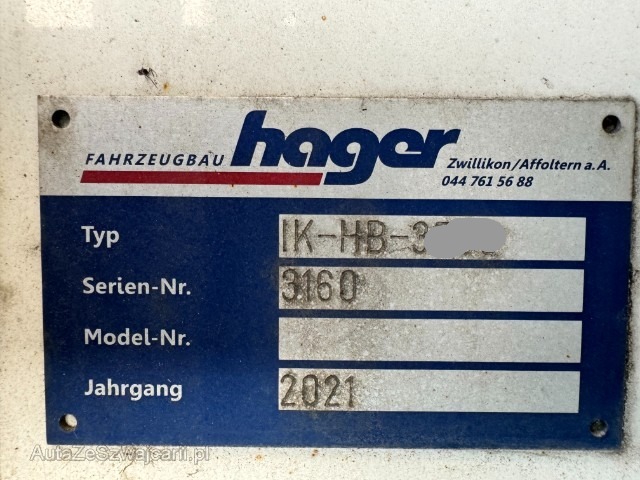 FAHRZEUGBAU hager Zwillikon/Affoltern a.A.
044 761 56 88
Typ IK-HB-3
Serien-Nr. 3160
Model-Nr.
Jahrgang 2021
AutaZeSzwajcarii.pl